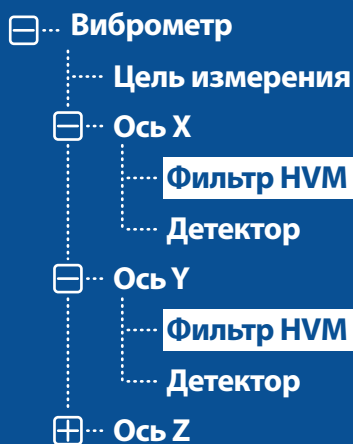 Виброметр
Цель измерения
Ось X
Фильтр HVM
Детектор
Ось Y
Фильтр HVM
Детектор
Ось Z